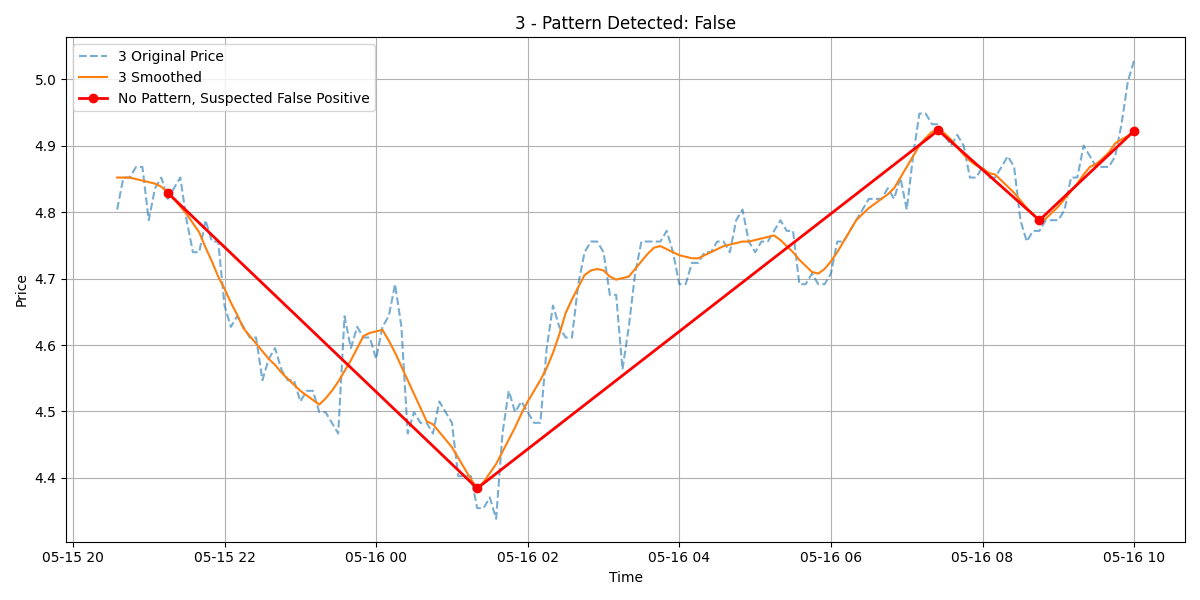 3 - Pattern Detected: False
3 Original Price
3 Smoothed
No Pattern, Suspected False Positive
Price
5.0
4.9
4.8
4.7
4.6
4.5
4.4
05-15 20 05-15 22 05-16 00 05-16 02 05-16 04 05-16 06 05-16 08 05-16 10
Time